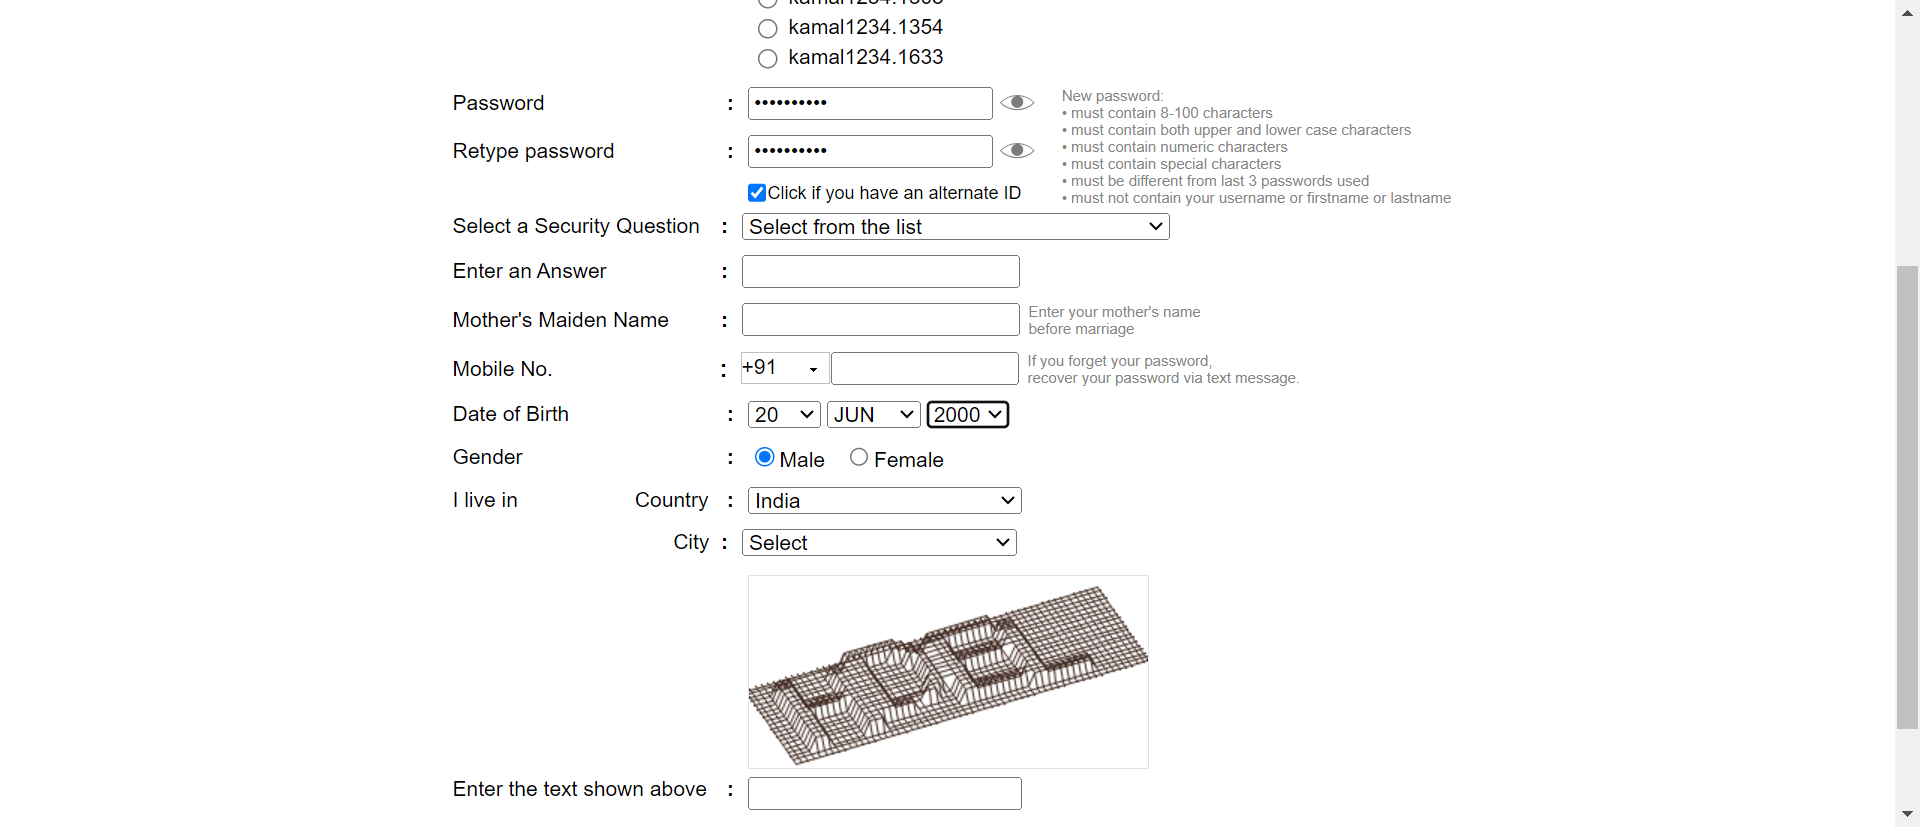 kamal1234.1354
kamal1234.1633
Password : ••••••••••
New password:
• must contain 8-100 characters
• must contain both upper and lower case characters
• must contain numeric characters
• must contain special characters
• must be different from last 3 passwords used
• must not contain your username or firstname or lastname
Retype password : ••••••••••
Click if you have an alternate ID
Select a Security Question : Select from the list
Enter an Answer :
Mother's Maiden Name :
Enter your mother's name
before marriage
Mobile No. : +91
If you forget your password,
recover your password via text message.
Date of Birth : 20 JUN 2000
Gender : Male Female
I live in Country : India
City : Select
Enter the text shown above :